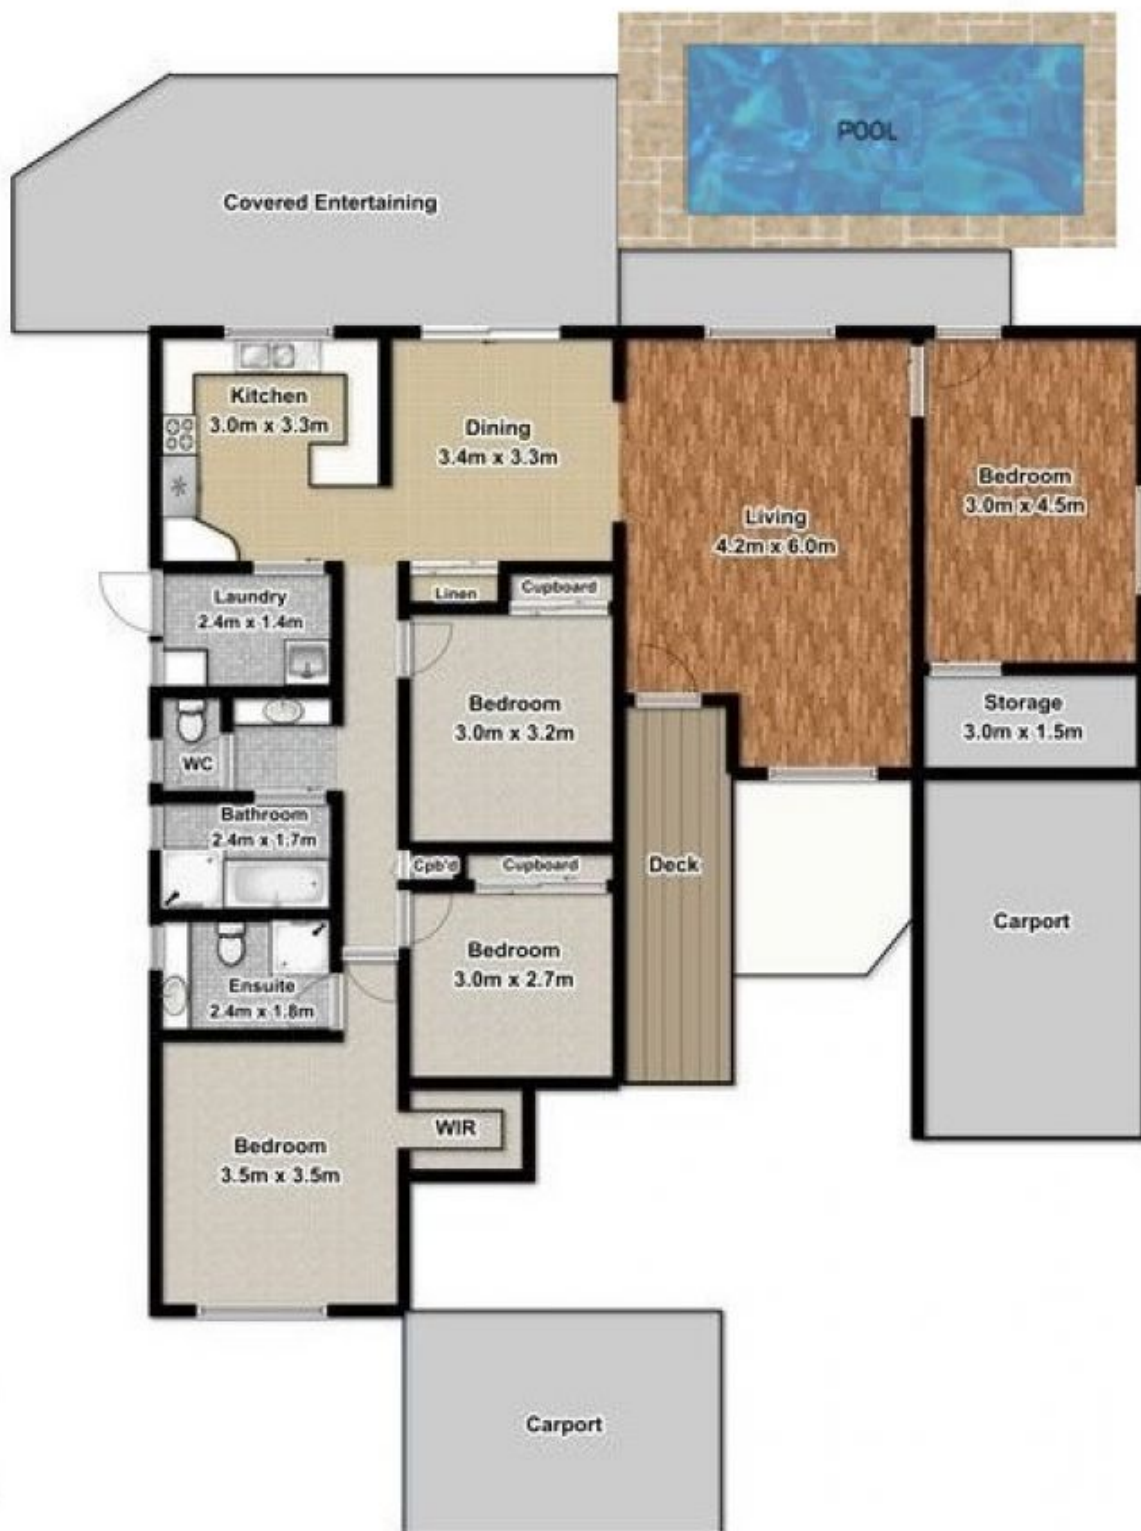 POOL
Covered Entertaining
Kitchen
3.0m x 3.3m
Dining
3.4m x 3.3m
Living
4.2m x 6.0m
Bedroom
3.0m x 4.5m
Laundry
2.4m x 1.4m
Linen
Cupboard
Bedroom
3.0m x 3.2m
Storage
3.0m x 1.5m
WC
Bathroom
2.4m x 1.7m
Cpb'd
Cupboard
Deck
Carport
Bedroom
3.0m x 2.7m
Ensuite
2.4m x 1.8m
WIR
Bedroom
3.5m x 3.5m
Carport